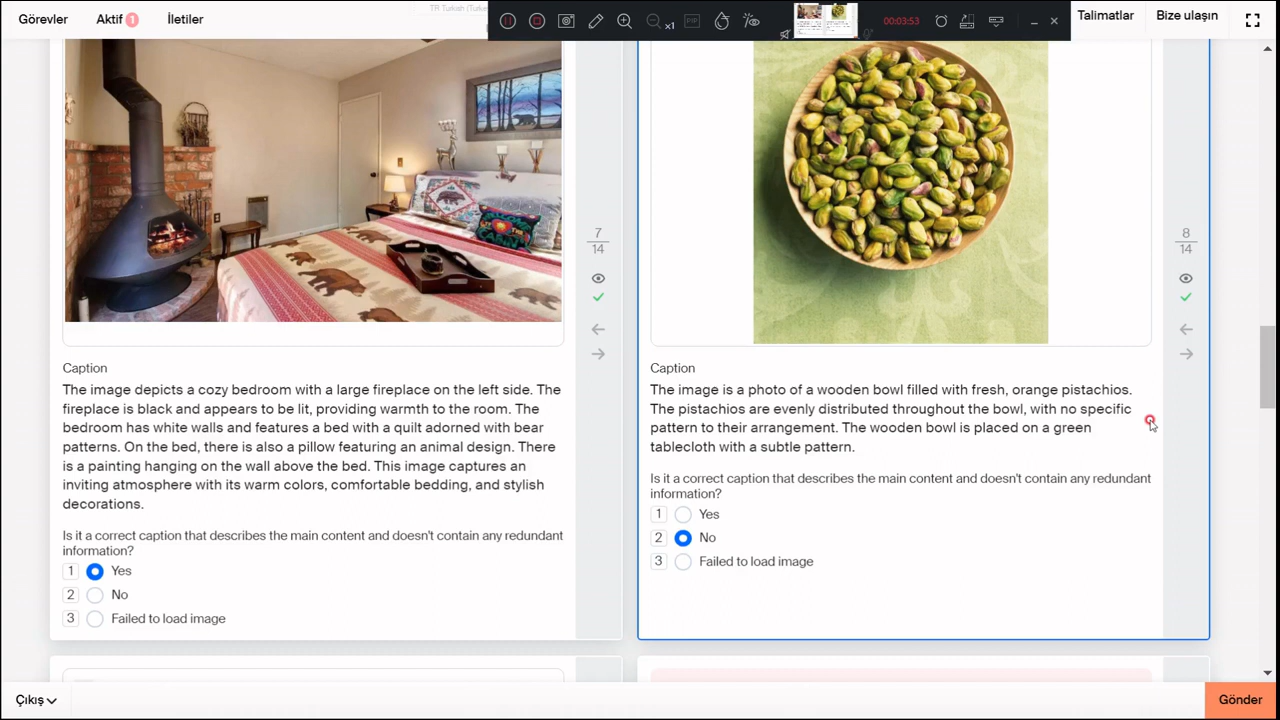 Görevler
Aktif 1
İletiler
TR Turkish
x1
PIP
00:03:53
Talimatlar
Bize ulaşın
7
14
Caption
The image depicts a cozy bedroom with a large fireplace on the left side. The
fireplace is black and appears to be lit, providing warmth to the room. The
bedroom has white walls and features a bed with a quilt adorned with bear
patterns. On the bed, there is also a pillow featuring an animal design. There
is a painting hanging on the wall above the bed. This image captures an
inviting atmosphere with its warm colors, comfortable bedding, and stylish
decorations.
Is it a correct caption that describes the main content and doesn't contain any redundant
information?
1 Yes
2 No
3 Failed to load image
8
14
Caption
The image is a photo of a wooden bowl filled with fresh, orange pistachios.
The pistachios are evenly distributed throughout the bowl, with no specific
pattern to their arrangement. The wooden bowl is placed on a green
tablecloth with a subtle pattern.
Is it a correct caption that describes the main content and doesn't contain any redundant
information?
1 Yes
2 No
3 Failed to load image
Çıkış
Gönder